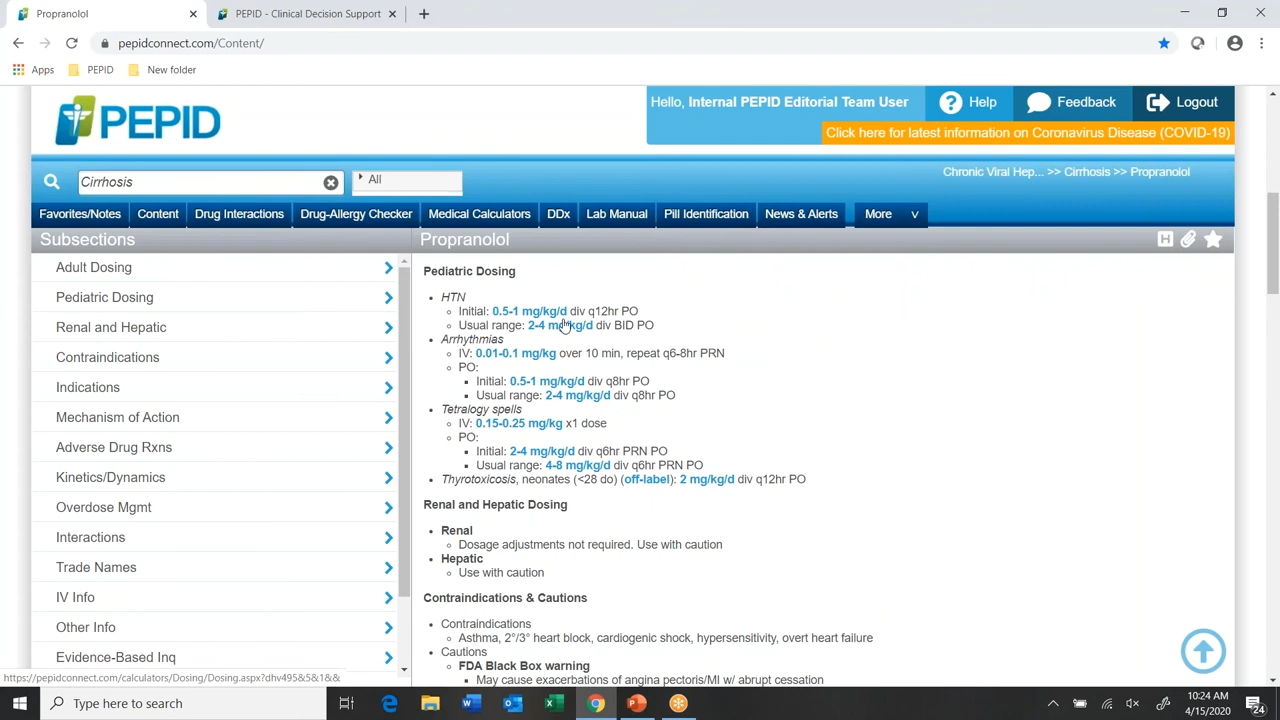 Propranolol
PEPID - Clinical Decision Support
pepidconnect.com/Content/
Apps PEPID New folder
PEPID
Hello, Internal PEPID Editorial Team User Help Feedback Logout
Click here for latest information on Coronavirus Disease (COVID-19)
Cirrhosis All
Chronic Viral Hep... >> Cirrhosis >> Propranolol
Favorites/Notes Content Drug Interactions Drug-Allergy Checker Medical Calculators DDx Lab Manual Pill Identification News & Alerts More v
Subsections
Adult Dosing
Pediatric Dosing
Renal and Hepatic
Contraindications
Indications
Mechanism of Action
Adverse Drug Rxns
Kinetics/Dynamics
Overdose Mgmt
Interactions
Trade Names
IV Info
Other Info
Evidence-Based Inq
Propranolol
H
Pediatric Dosing
HTN
Initial: 0.5-1 mg/kg/d div q12hr PO
Usual range: 2-4 mg/kg/d div BID PO
Arrhythmias
IV: 0.01-0.1 mg/kg over 10 min, repeat q6-8hr PRN
PO:
Initial: 0.5-1 mg/kg/d div q8hr PO
Usual range: 2-4 mg/kg/d div q8hr PO
Tetralogy spells
IV: 0.15-0.25 mg/kg x1 dose
PO:
Initial: 2-4 mg/kg/d div q6hr PRN PO
Usual range: 4-8 mg/kg/d div q6hr PRN PO
Thyrotoxicosis, neonates (<28 do) (off-label): 2 mg/kg/d div q12hr PO
Renal and Hepatic Dosing
Renal
Dosage adjustments not required. Use with caution
Hepatic
Use with caution
Contraindications & Cautions
Contraindications
Asthma, 2°/3° heart block, cardiogenic shock, hypersensitivity, overt heart failure
Cautions
FDA Black Box warning
May cause exacerbations of angina pectoris/MI w/ abrupt cessation
https://pepidconnect.com/calculators/Dosing/Dosing.aspx?dhv495&5&1&&
Type here to search
10:24 AM
4/15/2020
24